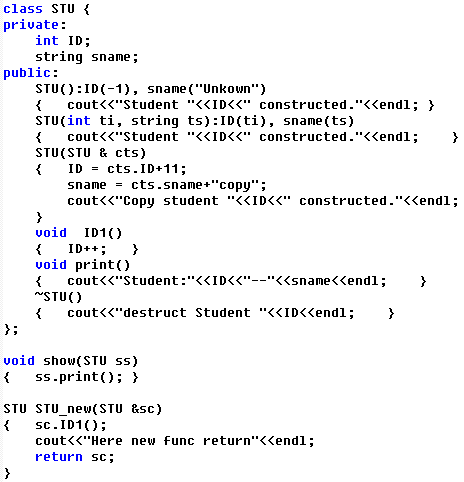 class STU {
private:
    int ID;
    string sname;
public:
    STU():ID(-1), sname("Unkown")
    {   cout<<"Student "<<ID<<" constructed."<<endl; }
    STU(int ti, string ts):ID(ti), sname(ts)
    {   cout<<"Student "<<ID<<" constructed."<<endl;    }
    STU(STU & cts)
    {   ID = cts.ID+11;
        sname = cts.sname+"copy";
        cout<<"Copy student "<<ID<<" constructed."<<endl;
    }
    void  ID1()
    {   ID++;   }
    void print()
    {   cout<<"Student:"<<ID<<"--"<<sname<<endl;    }
    ~STU()
    {   cout<<"destruct Student "<<ID<<endl;    }
};

void show(STU ss)
{   ss.print(); }

STU STU_new(STU &sc)
{   sc.ID1();
    cout<<"Here new func return"<<endl;
    return sc;
}